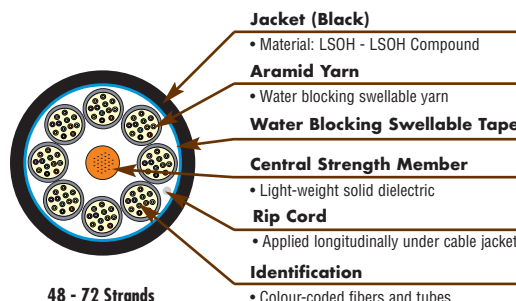 Jacket (Black)
• Material: LSOH - LSOH Compound
Aramid Yarn
• Water blocking swellable yarn
Water Blocking Swellable Tape
Central Strength Member
• Light-weight solid dielectric
Rip Cord
• Applied longitudinally under cable jacket
Identification
• Colour-coded fibers and tubes
48 - 72 Strands